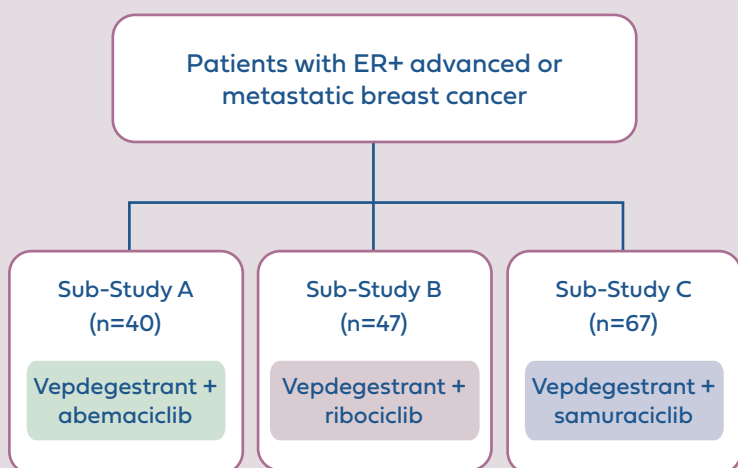 Patients with ER+ advanced or
metastatic breast cancer
Sub-Study A
(n=40)
Vepdegestrant +
abemaciclib
Sub-Study B
(n=47)
Vepdegestrant +
ribociclib
Sub-Study C
(n=67)
Vepdegestrant +
samuraciclib